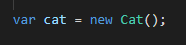 var cat = new Cat();